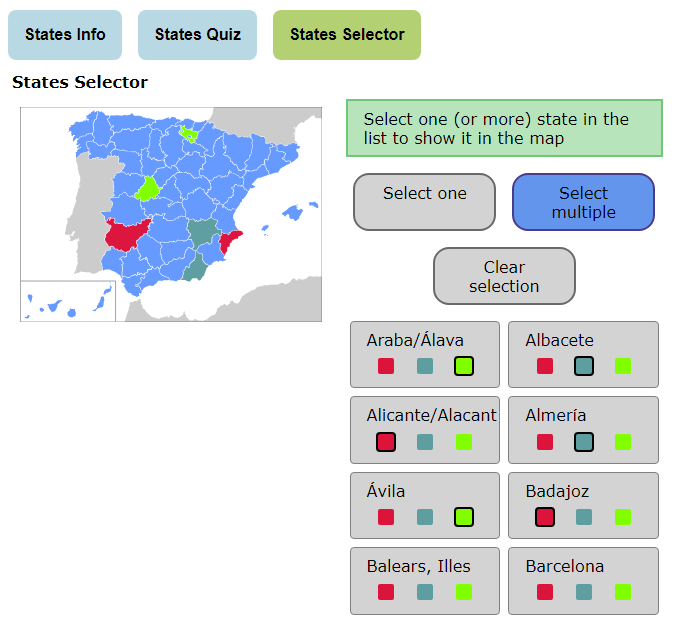 States Info
States Quiz
States Selector
States Selector
Select one (or more) state in the
list to show it in the map
Select one
Select
multiple
Clear
selection
Araba/Álava
Albacete
Alicante/Alacant
Almería
Ávila
Badajoz
Balears, Illes
Barcelona